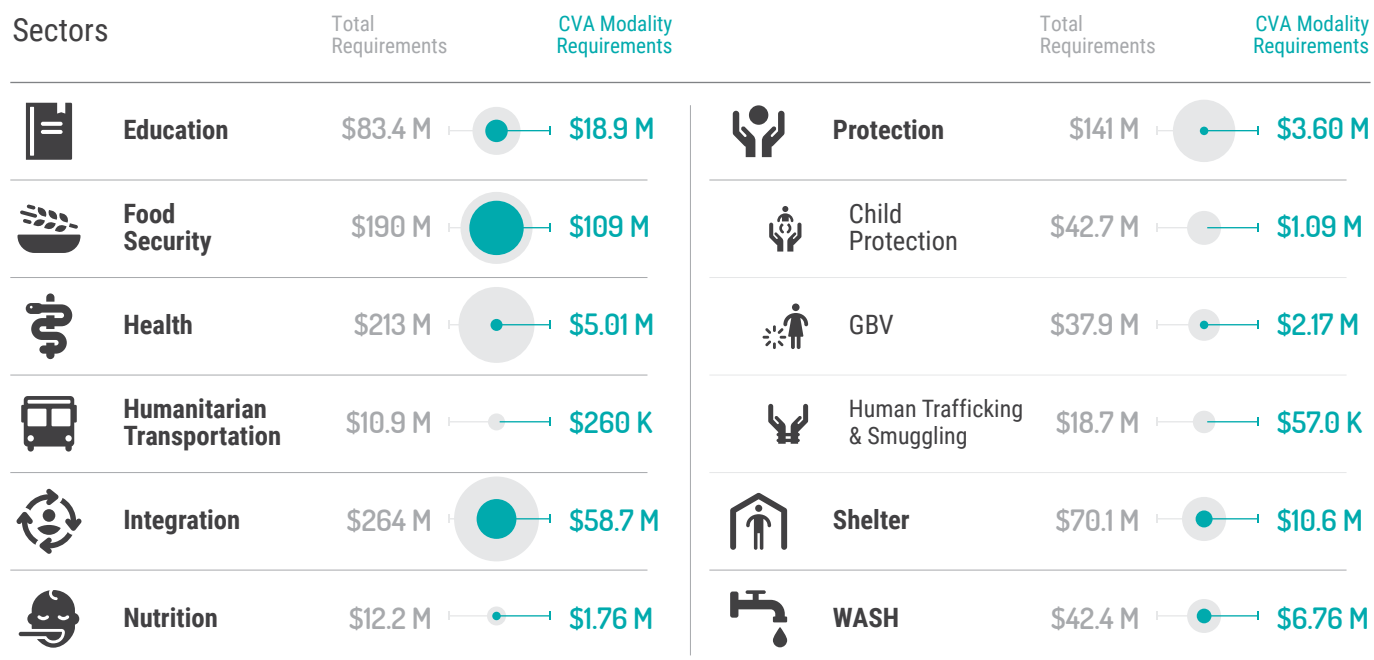 Sectors
Total
Requirements
CVA Modality
Requirements
Total
Requirements
CVA Modality
Requirements
Education
$83.4 M
$18.9 M
Food
Security
$190 M
$109 M
Health
$213 M
$5.01 M
Humanitarian
Transportation
$10.9 M
$260 K
Integration
$264 M
$58.7 M
Nutrition
$12.2 M
$1.76 M
Protection
$141 M
$3.60 M
Child
Protection
$42.7 M
$1.09 M
GBV
$37.9 M
$2.17 M
Human Trafficking
& Smuggling
$18.7 M
$57.0 K
Shelter
$70.1 M
$10.6 M
WASH
$42.4 M
$6.76 M